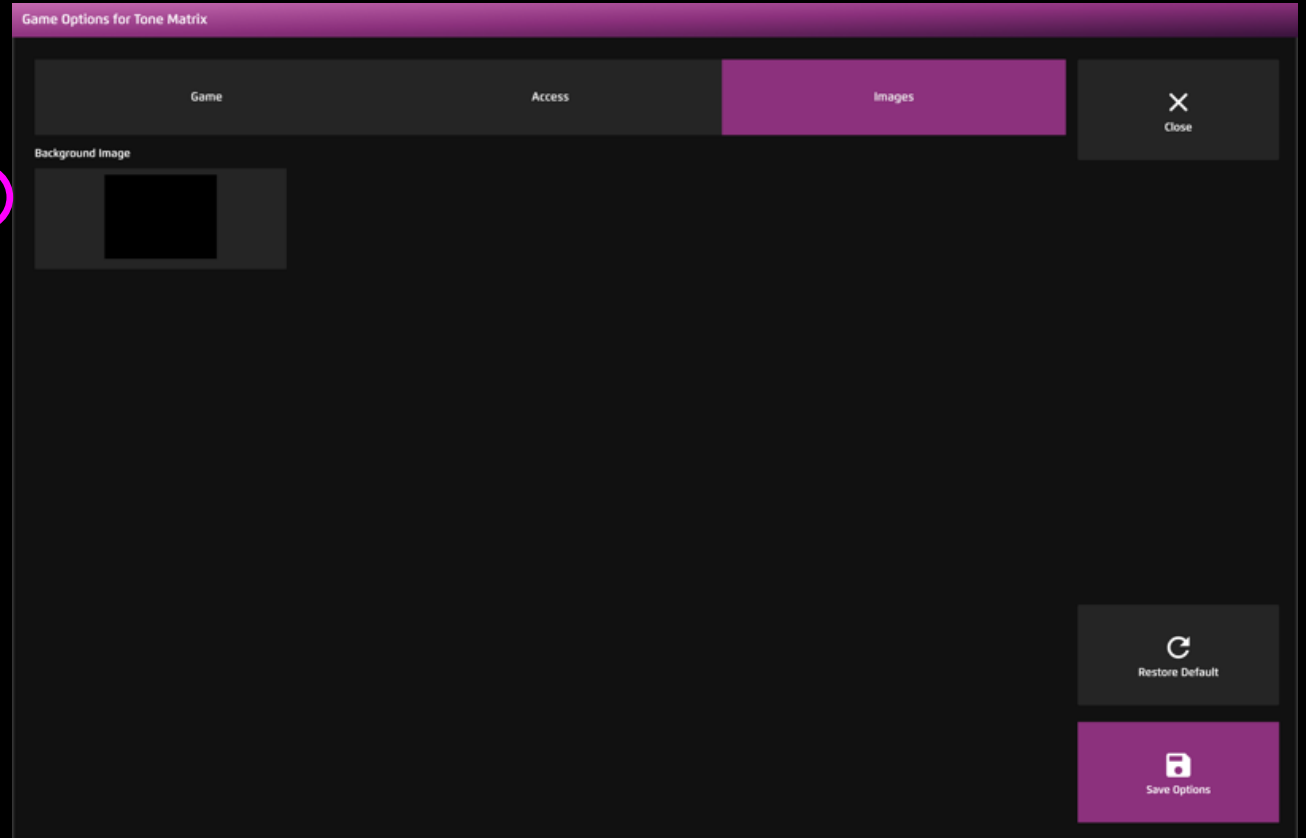 Game Options for Tone Matrix
Game
Access
Images
Close
Background Image
Restore Default
Save Options